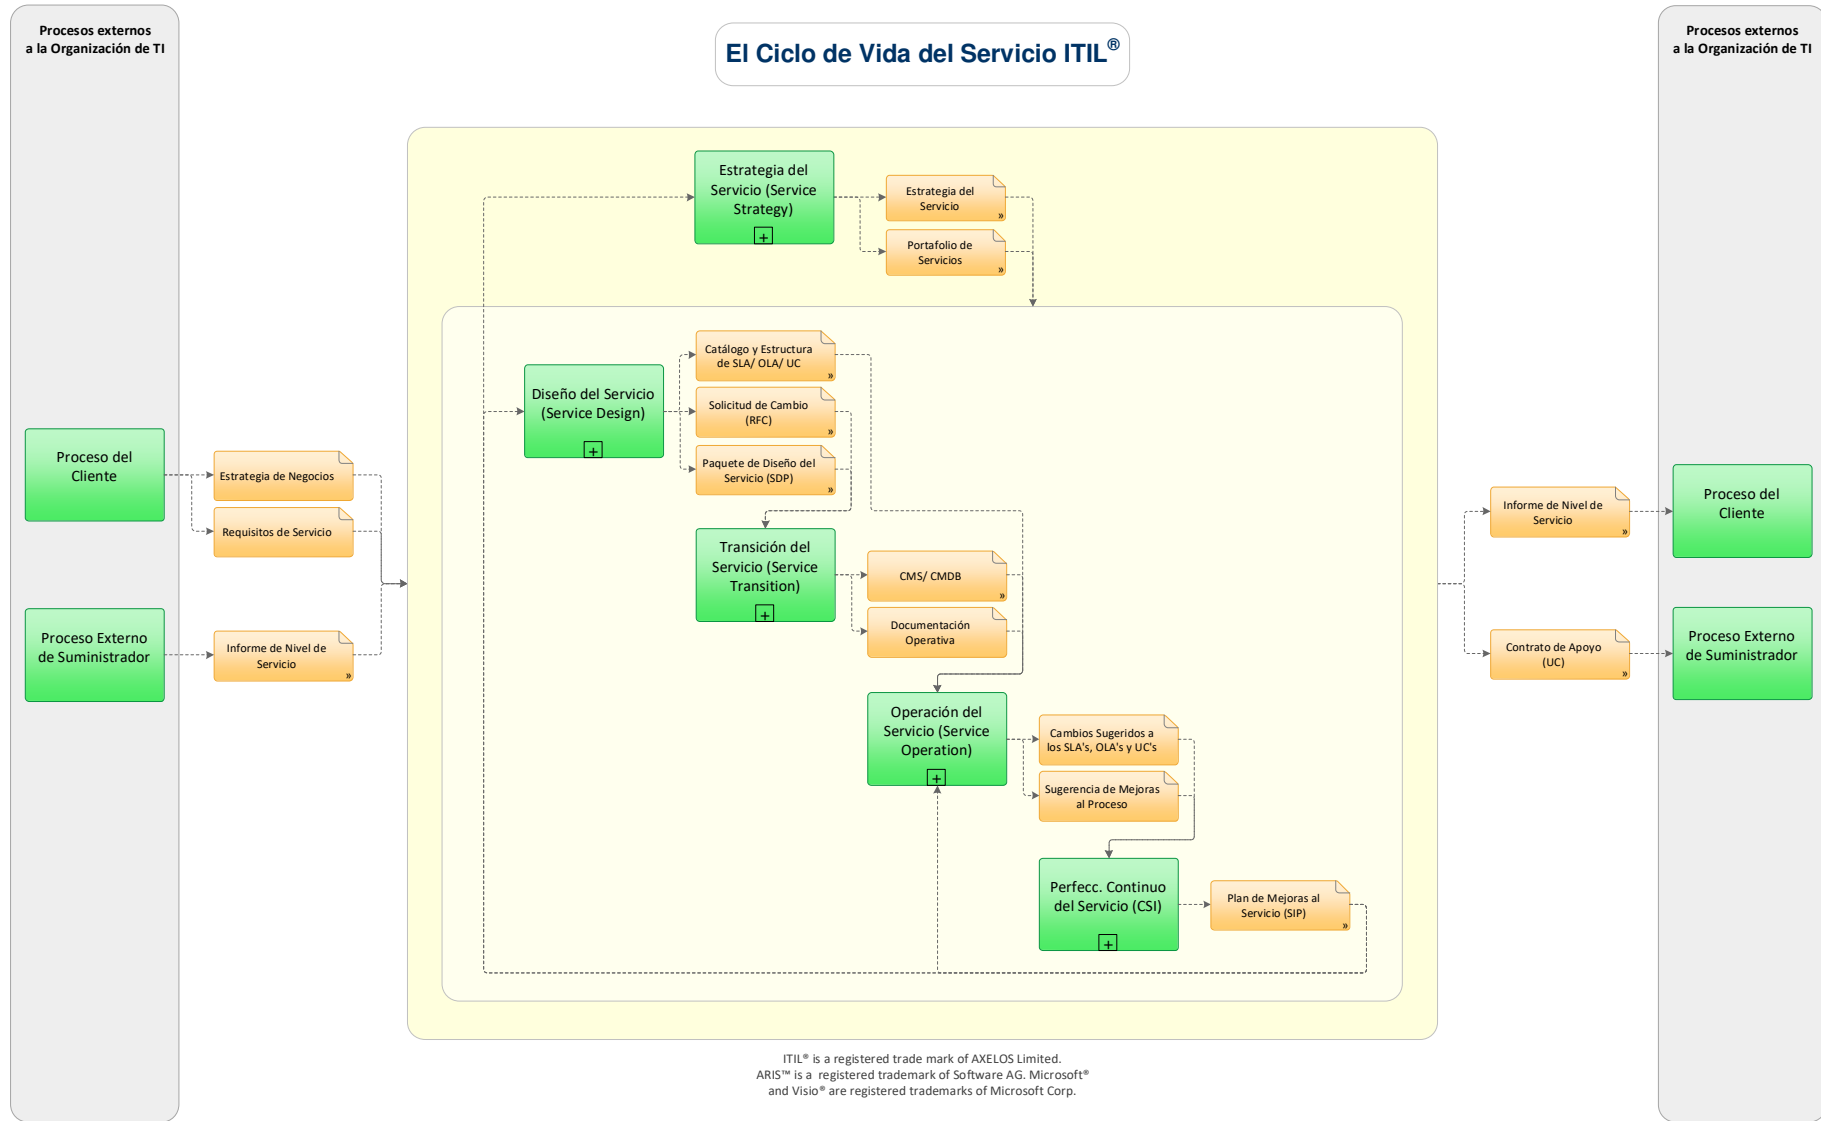 Procesos externos
a la Organización de TI
El Ciclo de Vida del Servicio ITIL®
Procesos externos
a la Organización de TI
Estrategia del
Servicio (Service
Strategy)
+
Estrategia del
Servicio
»
Portafolio de
Servicios
»
Diseño del Servicio
(Service Design)
+
Catálogo y Estructura
de SLA/ OLA/ UC
»
Solicitud de Cambio
(RFC)
»
Paquete de Diseño del
Servicio (SDP)
»
Proceso del
Cliente
Estrategia de Negocios
Requisitos de Servicio
Proceso Externo
de Suministrador
Informe de Nivel de
Servicio
»
Transición del
Servicio (Service
Transition)
+
CMS/ CMDB
»
Documentación
Operativa
Operación del
Servicio (Service
Operation)
+
Cambios Sugeridos a
los SLA's, OLA's y UC's
Sugerencia de Mejoras
al Proceso
Perfecc. Continuo
del Servicio (CSI)
+
Plan de Mejoras al
Servicio (SIP)
»
Informe de Nivel de
Servicio
»
Proceso del
Cliente
Contrato de Apoyo
(UC)
»
Proceso Externo
de Suministrador
ITIL® is a registered trade mark of AXELOS Limited.
ARIS™ is a registered trademark of Software AG. Microsoft®
and Visio® are registered trademarks of Microsoft Corp.